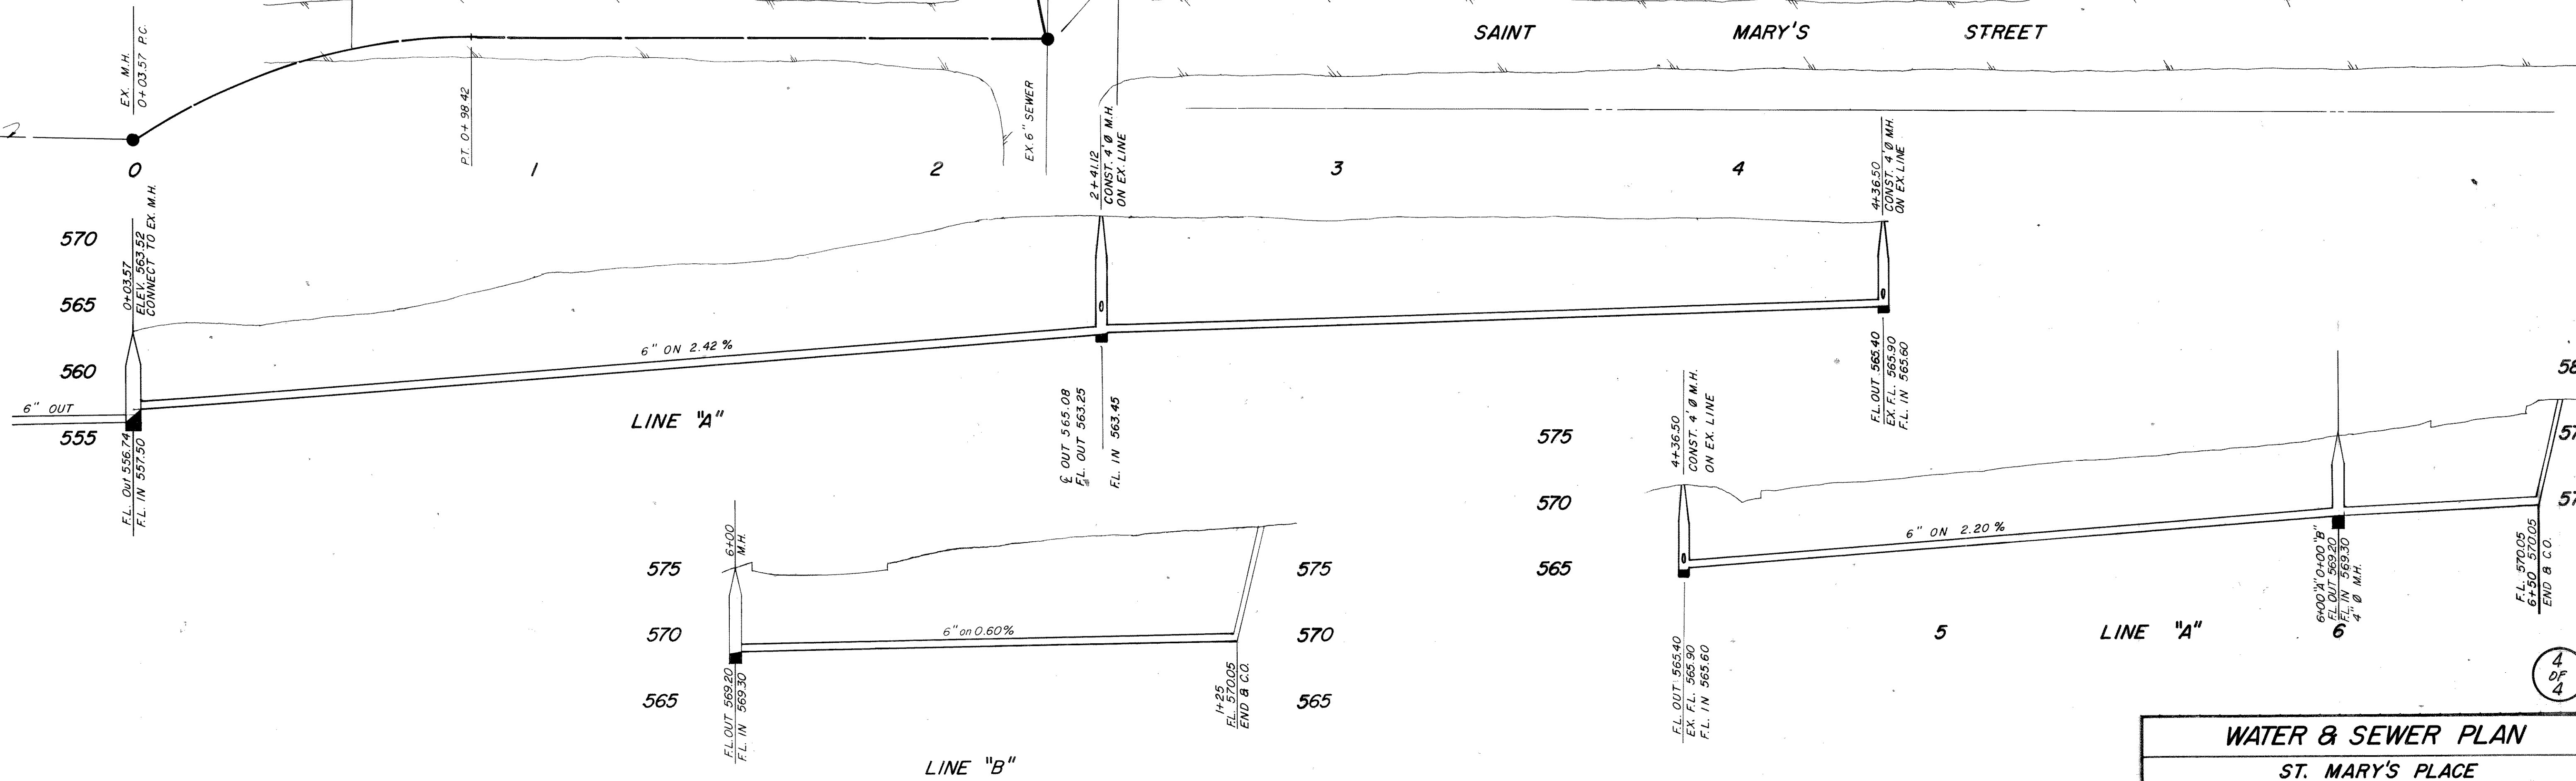 SAINT MARY'S STREET
EX. M.H.
0+03.57 P.C.
P.T. 0+98.42
EX. 6" SEWER
0 1 2 3 4
2+41.12
CONST. 4'Ø M.H.
ON EX. LINE
4+36.50
CONST. 4'Ø M.H.
ON EX. LINE
570
565
560
555
0+03.57
ELEV. 563.52
CONNECT TO EX. M.H.
6" OUT
F.L. Out 556.74
F.L. IN 557.50
6" ON 2.42 %
LINE "A"
℄ OUT 565.08
F.L. OUT 563.25
F.L. IN 563.45
F.L. OUT 565.40
EX. F.L. 565.90
F.L. IN 565.60
575
570
565
6+00
M.H.
6" on 0.60%
F.L. OUT 569.20
F.L. IN 569.30
1+25
F.L. 570.05
END & C.O.
575
570
565
LINE "B"
575
570
565
4+36.50
CONST. 4'Ø M.H.
ON EX. LINE
6" ON 2.20 %
F.L. OUT 565.40
EX. F.L. 565.90
F.L. IN 565.60
6+00"A" 0+00"B"
F.L. OUT 569.20
F.L. IN 569.30
4" Ø M.H.
F.L. 570.05
6+50 570.05
END & C.O.
58
57
57
5 LINE "A" 6
4
OF
4
WATER & SEWER PLAN
ST. MARY'S PLACE